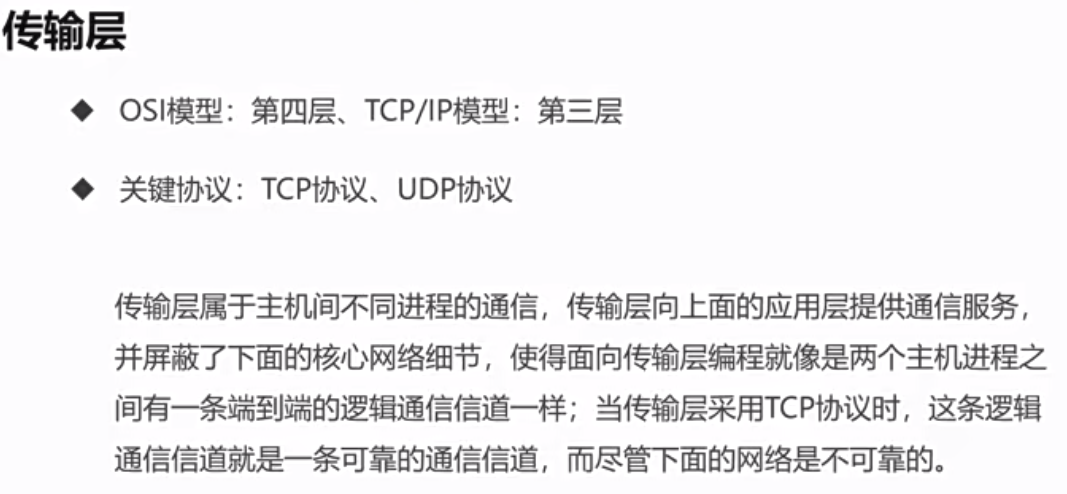 传输层
◆ OSI模型：第四层、TCP/IP模型：第三层
◆ 关键协议：TCP协议、UDP协议
传输层属于主机间不同进程的通信，传输层向上面的应用层提供通信服务，
并屏蔽了下面的核心网络细节，使得面向传输层编程就像是两个主机进程之
间有一条端到端的逻辑通信信道一样；当传输层采用TCP协议时，这条逻辑
通信信道就是一条可靠的通信信道，而尽管下面的网络是不可靠的。